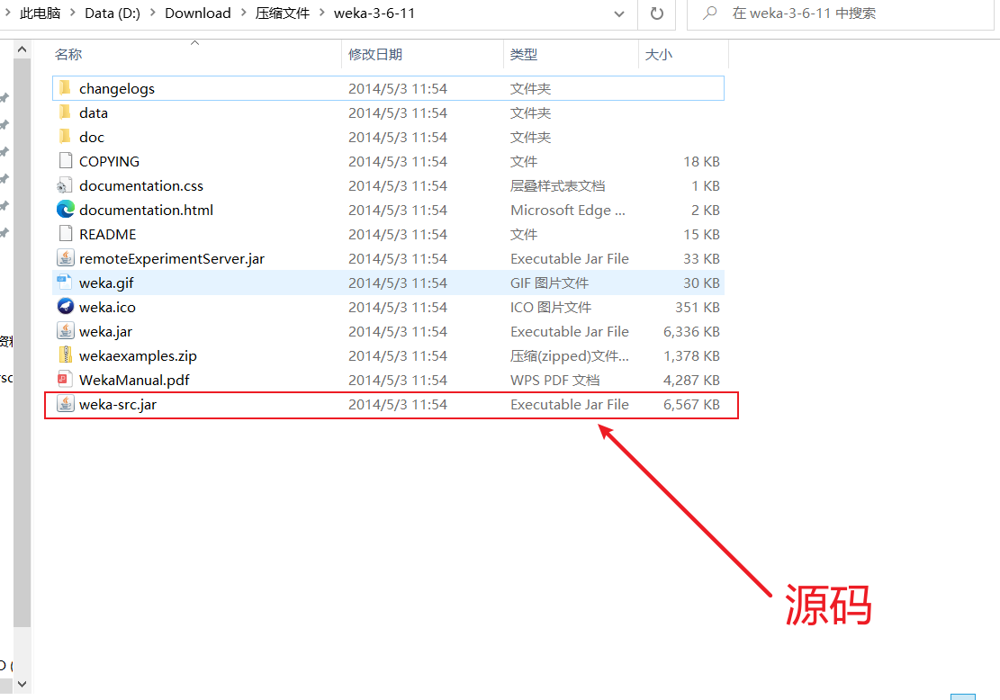 此电脑 > Data (D:) > Download > 压缩文件 > weka-3-6-11
在 weka-3-6-11 中搜索
名称 修改日期 类型 大小
changelogs 2014/5/3 11:54 文件夹
data 2014/5/3 11:54 文件夹
doc 2014/5/3 11:54 文件夹
COPYING 2014/5/3 11:54 文件 18 KB
documentation.css 2014/5/3 11:54 层叠样式表文档 1 KB
documentation.html 2014/5/3 11:54 Microsoft Edge ... 2 KB
README 2014/5/3 11:54 文件 15 KB
remoteExperimentServer.jar 2014/5/3 11:54 Executable Jar File 33 KB
weka.gif 2014/5/3 11:54 GIF 图片文件 30 KB
weka.ico 2014/5/3 11:54 ICO 图片文件 351 KB
weka.jar 2014/5/3 11:54 Executable Jar File 6,336 KB
wekaexamples.zip 2014/5/3 11:54 压缩(zipped)文件... 1,378 KB
WekaManual.pdf 2014/5/3 11:54 WPS PDF 文档 4,287 KB
weka-src.jar 2014/5/3 11:54 Executable Jar File 6,567 KB
源码